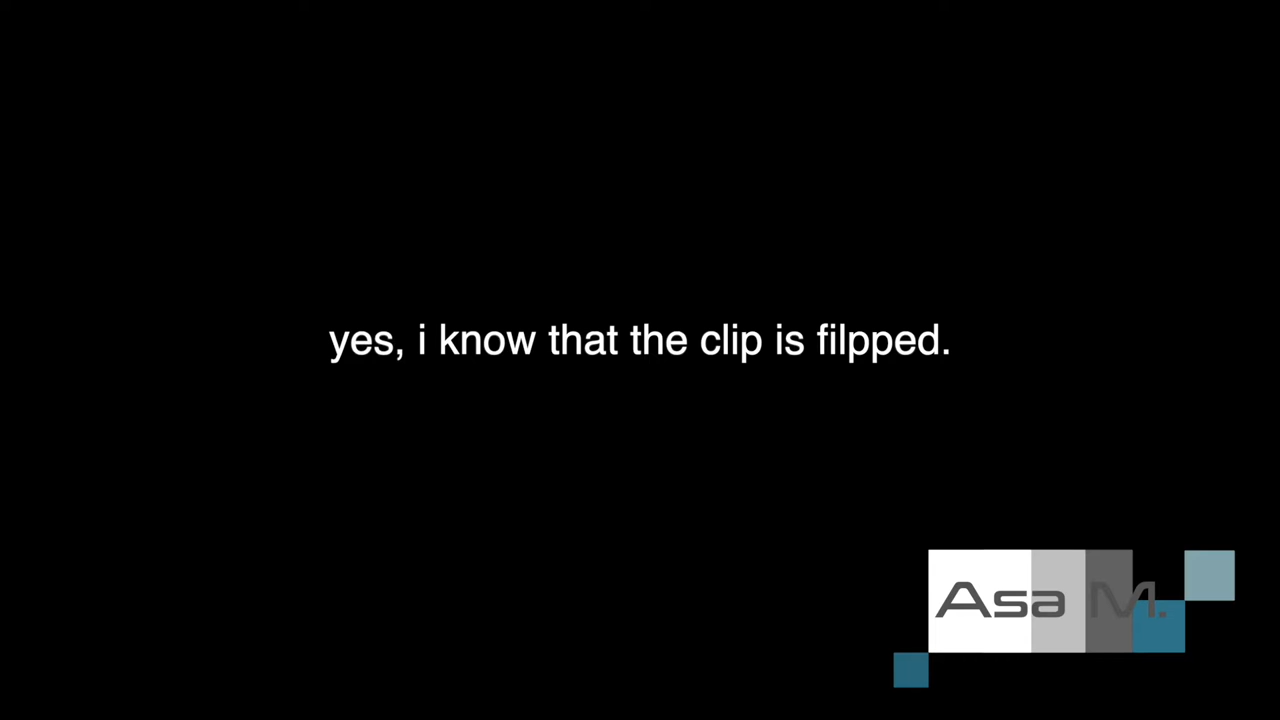 yes, i know that the clip is filpped.
Asa M.